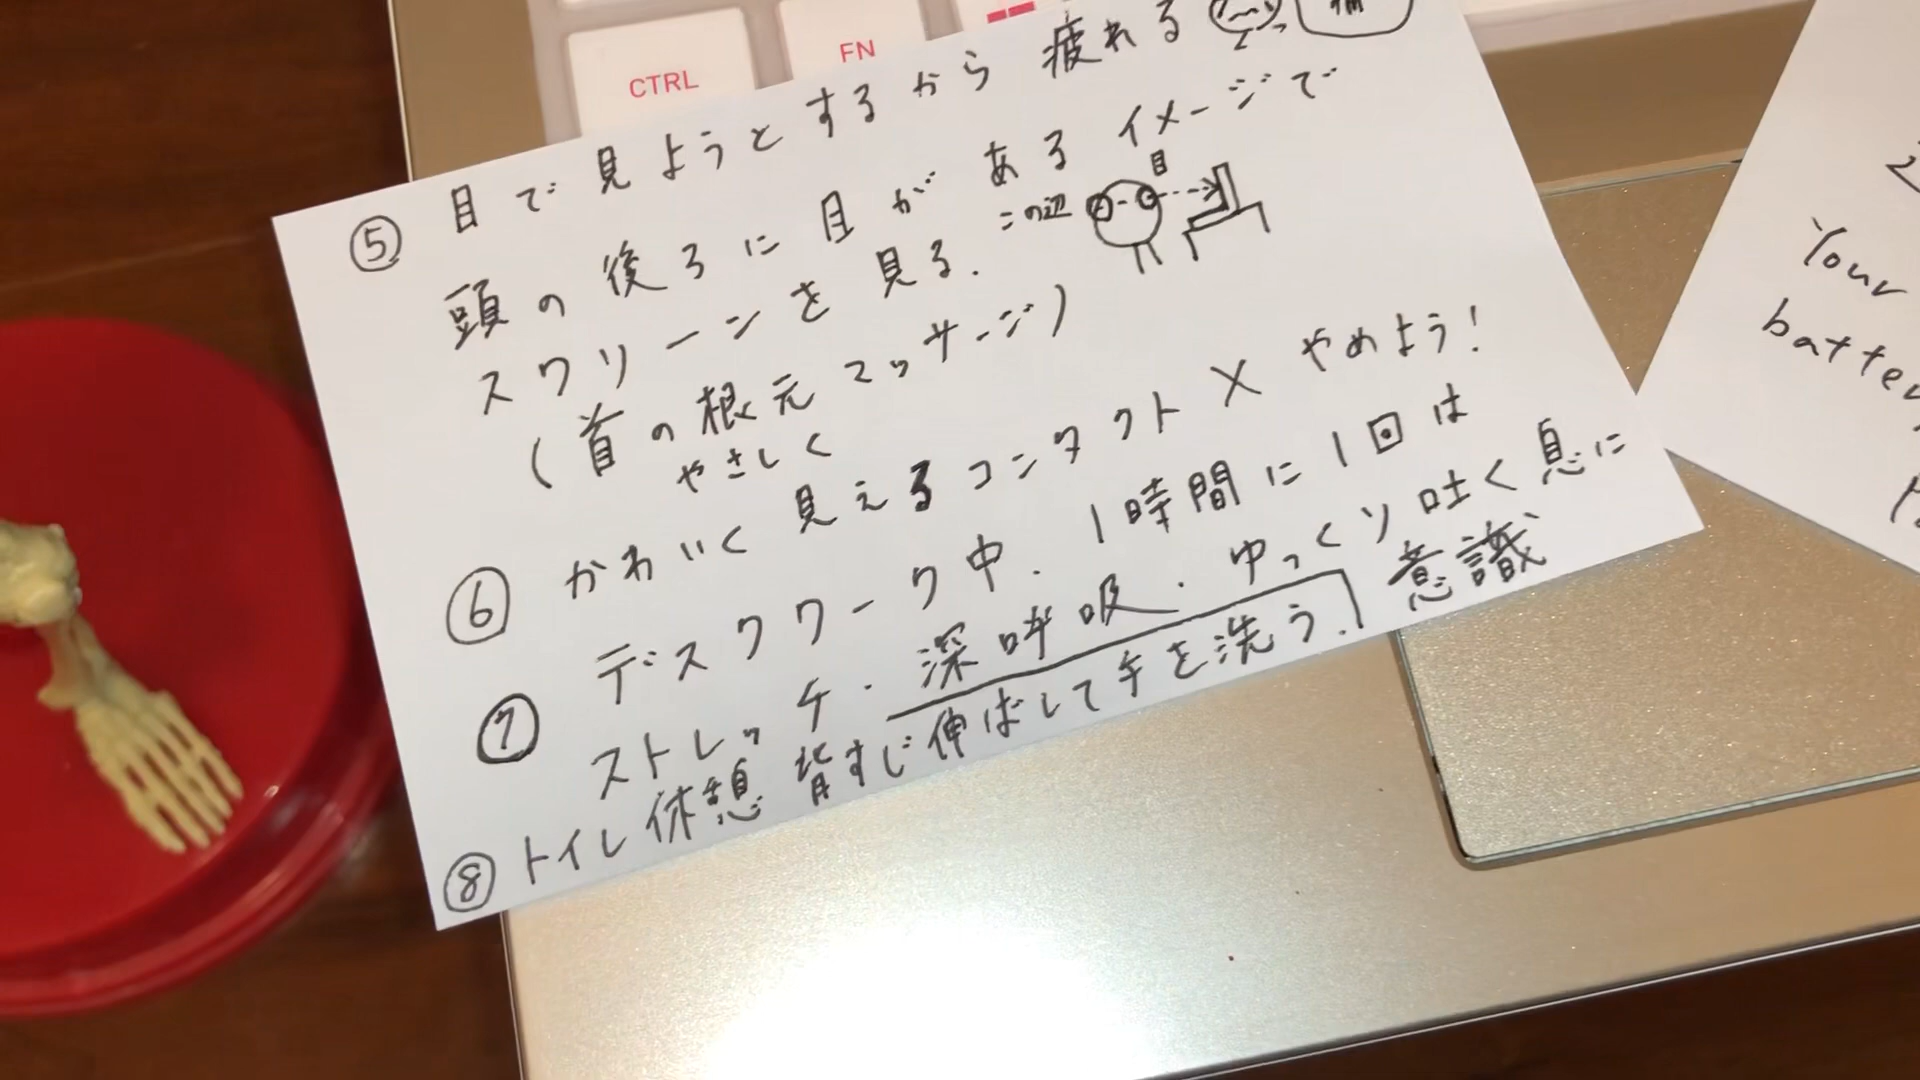 CTRL
FN
⑤ 目で見ようとするから疲れる
頭の後ろに目があるイメージで
スクリーンを見る.
この辺
目
(首の根元マッサージ)
やさしく
⑥ かわいく見えるコンタクト× やめよう!
⑦ デスクワーク中. 1時間に1回は
ストレッチ. 深呼吸. ゆっくり吐く息に
意識
⑧ トイレ休憩 背すじ伸ばして手を洗う.
Your